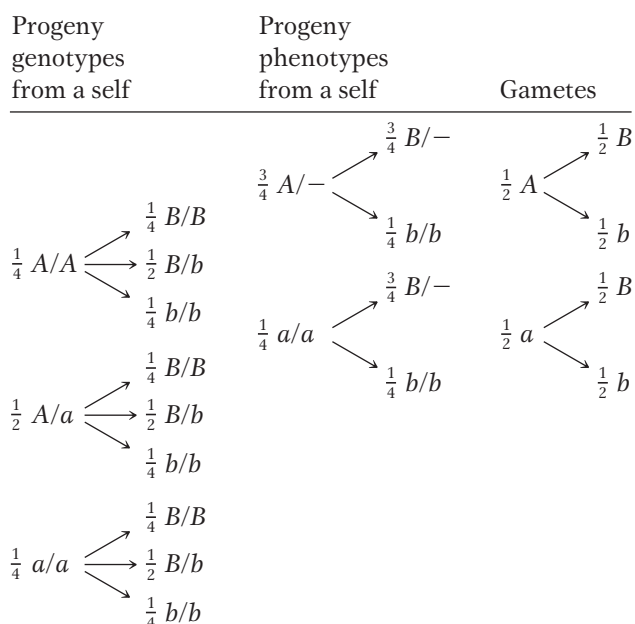 Progeny
genotypes
from a self
Progeny
phenotypes
from a self
Gametes
1/4 A/A
1/4 B/B
1/2 B/b
1/4 b/b
1/2 A/a
1/4 B/B
1/2 B/b
1/4 b/b
1/4 a/a
1/4 B/B
1/2 B/b
1/4 b/b
3/4 A/−
3/4 B/−
1/4 b/b
1/4 a/a
3/4 B/−
1/4 b/b
1/2 A
1/2 B
1/2 b
1/2 a
1/2 B
1/2 b